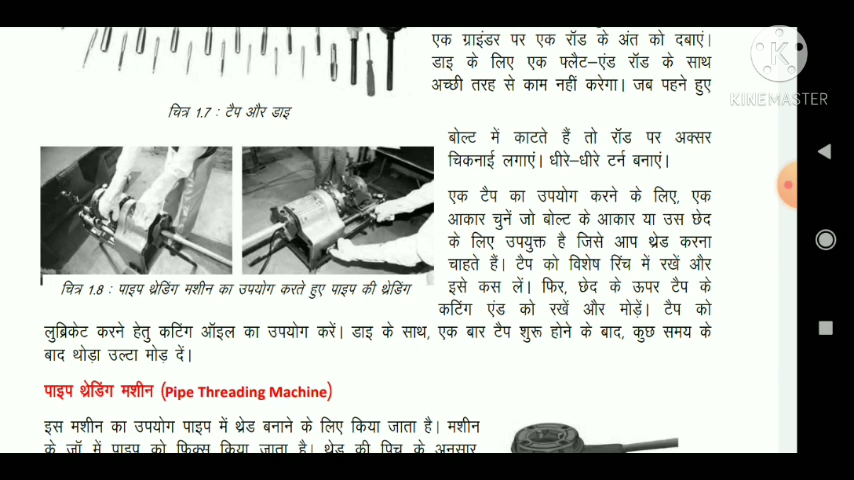 एक ग्राइंडर पर एक रॉड के अंत को दबाएं।
डाइ के लिए एक फ्लैट–एंड रॉड के साथ
अच्छी तरह से काम नहीं करेगा। जब पहने हुए
चित्र 1.7 : टैप और डाइ
बोल्ट में काटते हैं तो रॉड पर अक्सर
चिकनाई लगाएं। धीरे–धीरे टर्न बनाएं।
एक टैप का उपयोग करने के लिए, एक
आकार चुनें जो बोल्ट के आकार या उस छेद
के लिए उपयुक्त है जिसे आप थ्रेड करना
चाहते हैं। टैप को विशेष रिंच में रखें और
इसे कस लें। फिर, छेद के ऊपर टैप के
चित्र 1.8 : पाइप थ्रेडिंग मशीन का उपयोग करते हुए पाइप की थ्रेडिंग
कटिंग एंड को रखें और मोड़ें। टैप को
लुब्रिकेट करने हेतु कटिंग ऑइल का उपयोग करें। डाइ के साथ, एक बार टैप शुरू होने के बाद, कुछ समय के
बाद थोड़ा उल्टा मोड़ दें।
पाइप थ्रेडिंग मशीन (Pipe Threading Machine)
इस मशीन का उपयोग पाइप में थ्रेड बनाने के लिए किया जाता है। मशीन
के जॉ में पाइप को फिक्स किया जाता है। थ्रेड की पिच के अनुसार
KINEMASTER